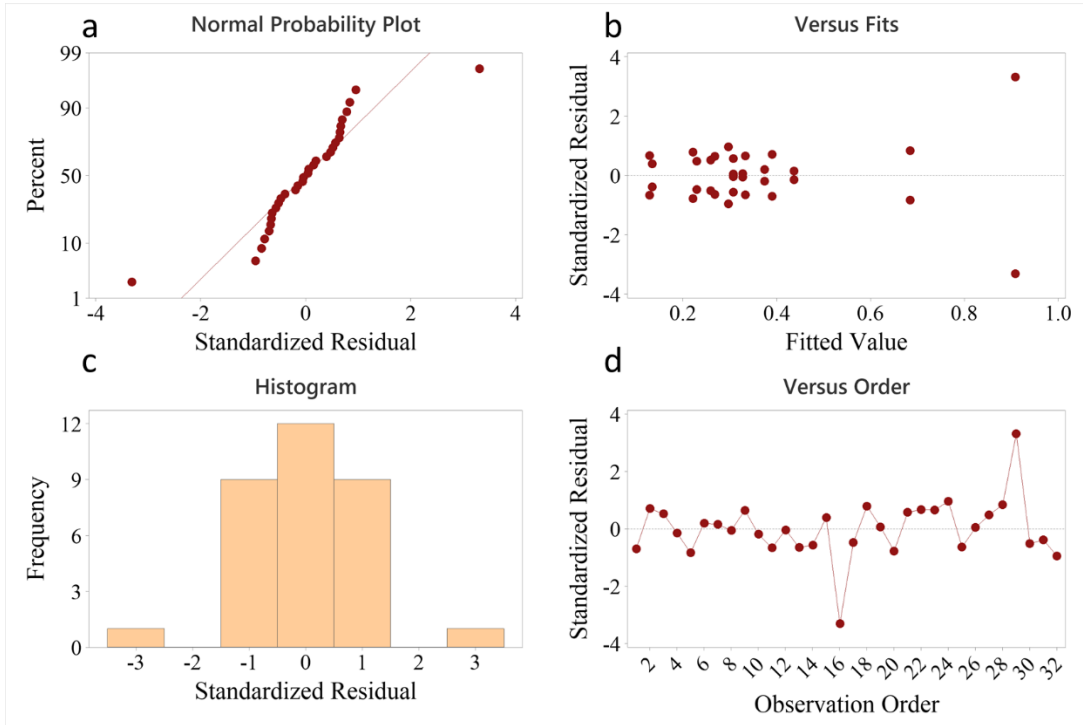 a
Normal Probability Plot
99
90
50
10
1
Percent
-4 -2 0 2 4
Standardized Residual
b
Versus Fits
4
2
0
-2
-4
Standardized Residual
0.2 0.4 0.6 0.8 1.0
Fitted Value
c
Histogram
12
9
6
3
0
Frequency
-3 -2 -1 0 1 2 3
Standardized Residual
d
Versus Order
4
2
0
-2
-4
Standardized Residual
2 4 6 8 10 12 14 16 18 20 22 24 26 28 30 32
Observation Order